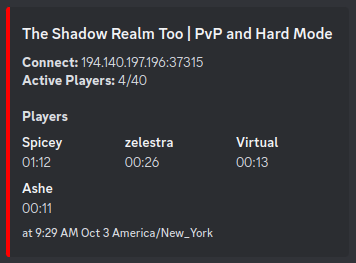 The Shadow Realm Too | PvP and Hard Mode
Connect: 194.140.197.196:37315
Active Players: 4/40
Players
Spicey zelestra Virtual
01:12 00:26 00:13
Ashe
00:11
at 9:29 AM Oct 3 America/New_York